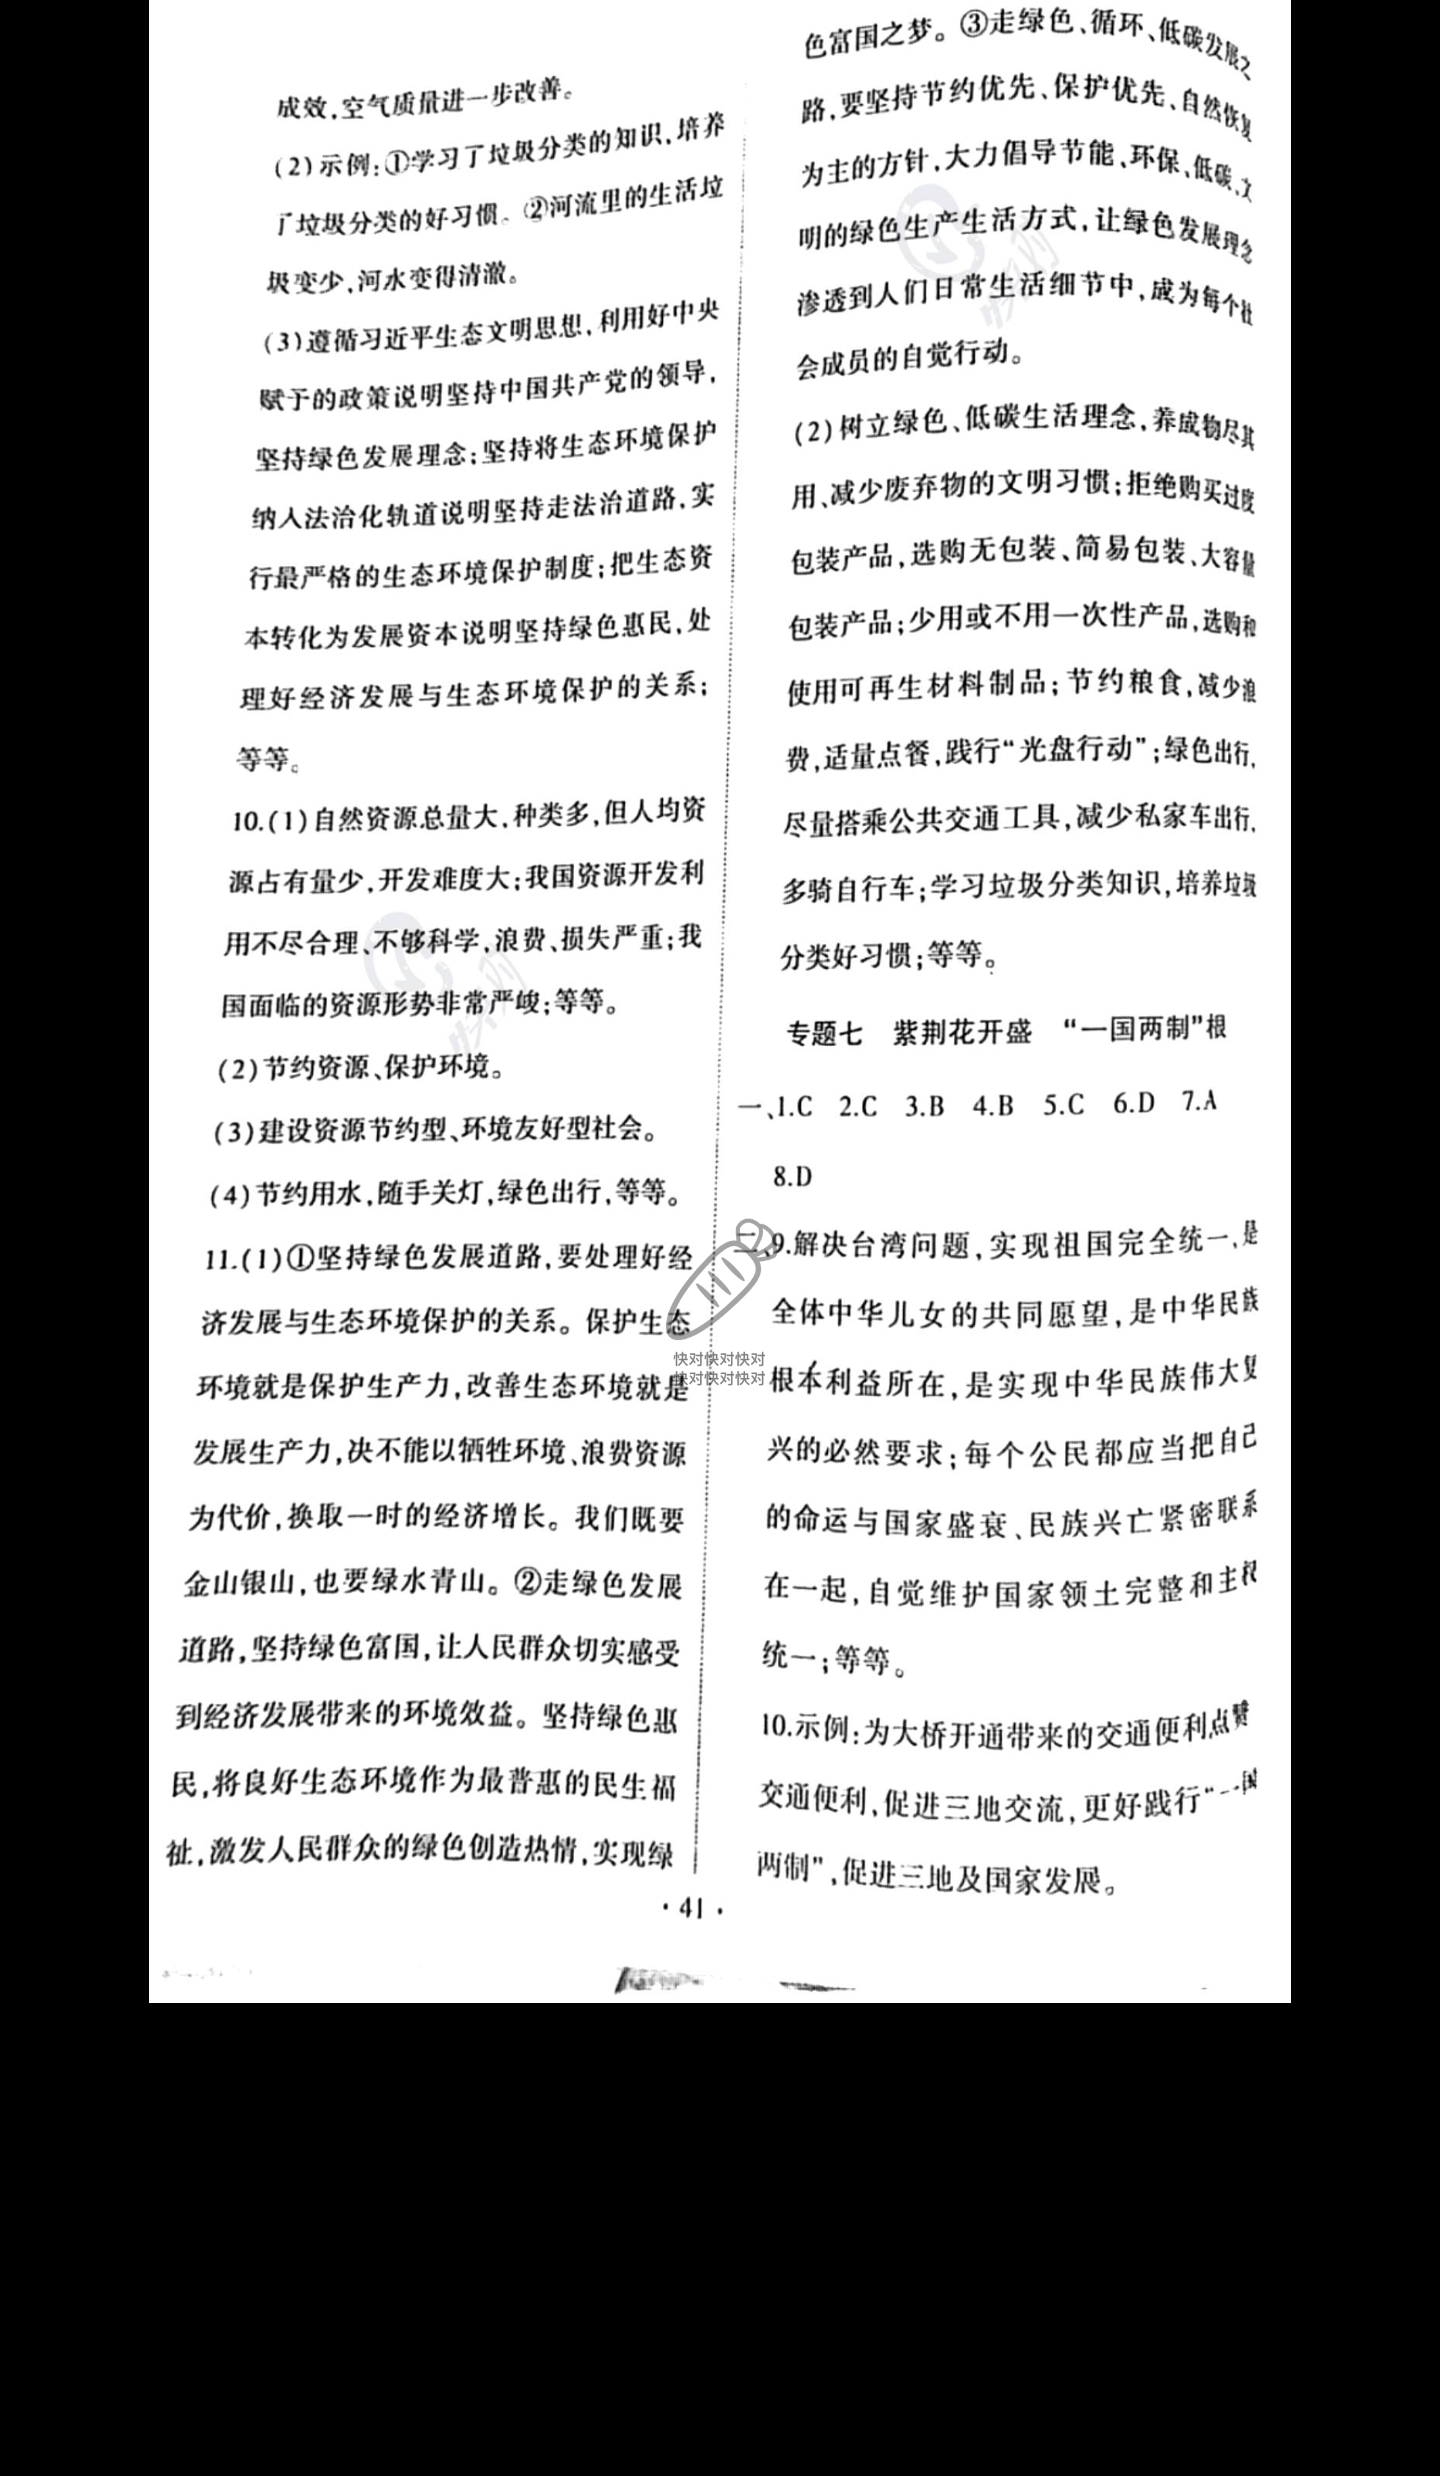 成效,空气质量进一步改善。
(2)示例:①学习了垃圾分类的知识,培养
了垃圾分类的好习惯。②河流里的生活垃
圾变少,河水变得清澈。
(3)遵循习近平生态文明思想,利用好中央
赋予的政策说明坚持中国共产党的领导,
坚持绿色发展理念;坚持将生态环境保护
纳入法治化轨道说明坚持走法治道路,实
行最严格的生态环境保护制度;把生态资
本转化为发展资本说明坚持绿色惠民,处
理好经济发展与生态环境保护的关系;
等等。
10.(1)自然资源总量大,种类多,但人均资
源占有量少,开发难度大;我国资源开发利
用不尽合理、不够科学,浪费、损失严重;我
国面临的资源形势非常严峻;等等。
(2)节约资源、保护环境。
(3)建设资源节约型、环境友好型社会。
(4)节约用水,随手关灯,绿色出行,等等。
11.(1)①坚持绿色发展道路,要处理好经
济发展与生态环境保护的关系。保护生态
环境就是保护生产力,改善生态环境就是
发展生产力,决不能以牺牲环境、浪费资源
为代价,换取一时的经济增长。我们既要
金山银山,也要绿水青山。②走绿色发展
道路,坚持绿色富国,让人民群众切实感受
到经济发展带来的环境效益。坚持绿色惠
民,将良好生态环境作为最普惠的民生福
祉,激发人民群众的绿色创造热情,实现绿
色富国之梦。③走绿色、循环、低碳发展之
路,要坚持节约优先、保护优先、自然恢复
为主的方针,大力倡导节能、环保、低碳、文
明的绿色生产生活方式,让绿色发展理念
渗透到人们日常生活细节中,成为每个社
会成员的自觉行动。
(2)树立绿色、低碳生活理念,养成物尽其
用、减少废弃物的文明习惯;拒绝购买过度
包装产品,选购无包装、简易包装、大容量
包装产品;少用或不用一次性产品,选购和
使用可再生材料制品;节约粮食,减少浪
费,适量点餐,践行“光盘行动”;绿色出行,
尽量搭乘公共交通工具,减少私家车出行,
多骑自行车;学习垃圾分类知识,培养垃圾
分类好习惯;等等。
专题七 紫荆花开盛 “一国两制”根
一、1.C 2.C 3.B 4.B 5.C 6.D 7.A
8.D
二、9.解决台湾问题,实现祖国完全统一,是
全体中华儿女的共同愿望,是中华民族
根本利益所在,是实现中华民族伟大复
兴的必然要求;每个公民都应当把自己
的命运与国家盛衰、民族兴亡紧密联系
在一起,自觉维护国家领土完整和主权
统一;等等。
10.示例:为大桥开通带来的交通便利点赞
交通便利,促进三地交流,更好践行“一国
两制”,促进三地及国家发展。
·41·
快对快对快对
快对快对快对